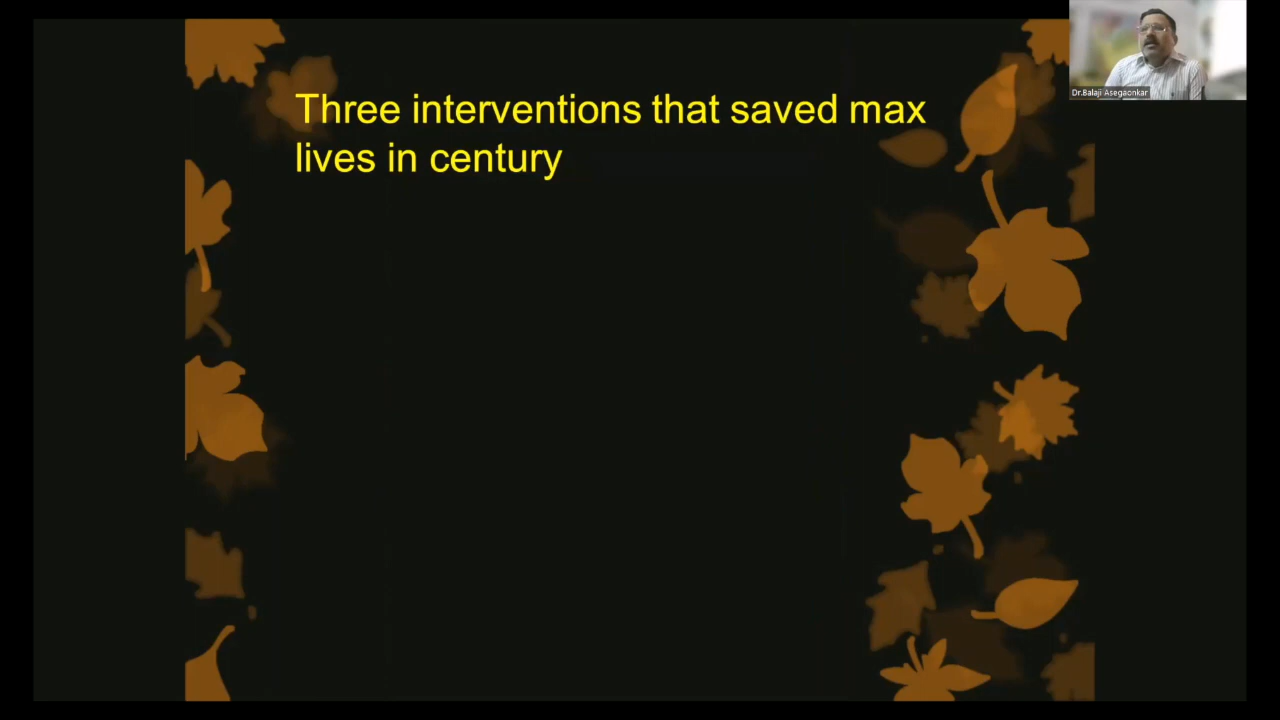 Three interventions that saved max
lives in century
Dr.Balaji Asegaonkar